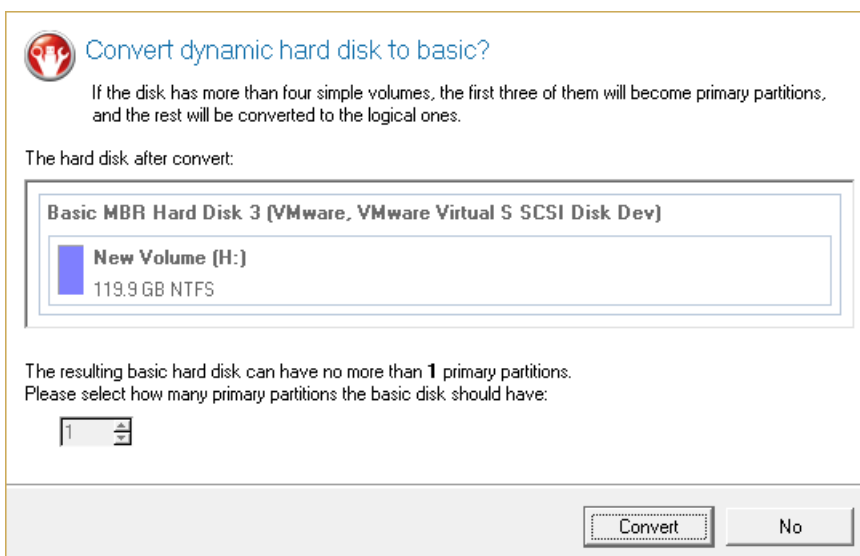 Convert dynamic hard disk to basic?
If the disk has more than four simple volumes, the first three of them will become primary partitions,
and the rest will be converted to the logical ones.
The hard disk after convert:
Basic MBR Hard Disk 3 (VMware, VMware Virtual S SCSI Disk Dev)
New Volume (H:)
119.9 GB NTFS
The resulting basic hard disk can have no more than 1 primary partitions.
Please select how many primary partitions the basic disk should have:
1
Convert No